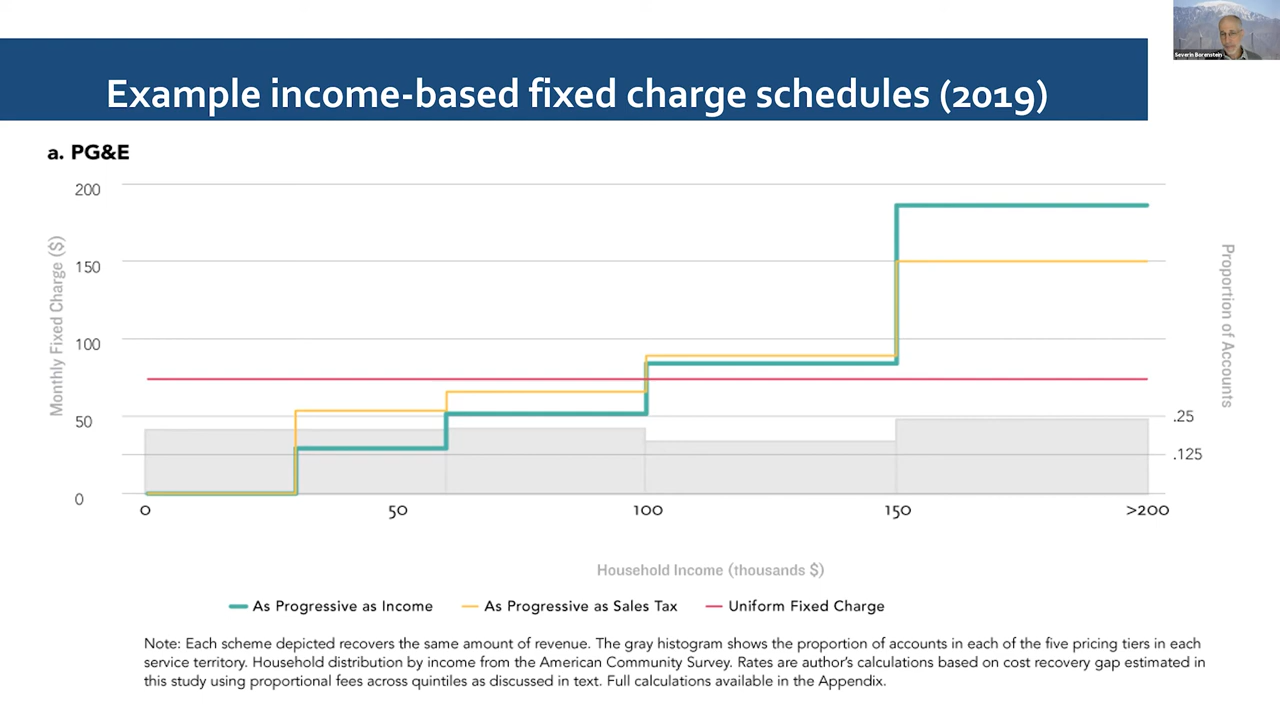 Severin Borenstein
Example income-based fixed charge schedules (2019)
a. PG&E
200
150
100
50
0
Monthly Fixed Charge ($)
Proportion of Accounts
.25
.125
0
50
100
150
>200
Household Income (thousands $)
As Progressive as Income
As Progressive as Sales Tax
Uniform Fixed Charge
Note: Each scheme depicted recovers the same amount of revenue. The gray histogram shows the proportion of accounts in each of the five pricing tiers in each
service territory. Household distribution by income from the American Community Survey. Rates are author's calculations based on cost recovery gap estimated in
this study using proportional fees across quintiles as discussed in text. Full calculations available in the Appendix.